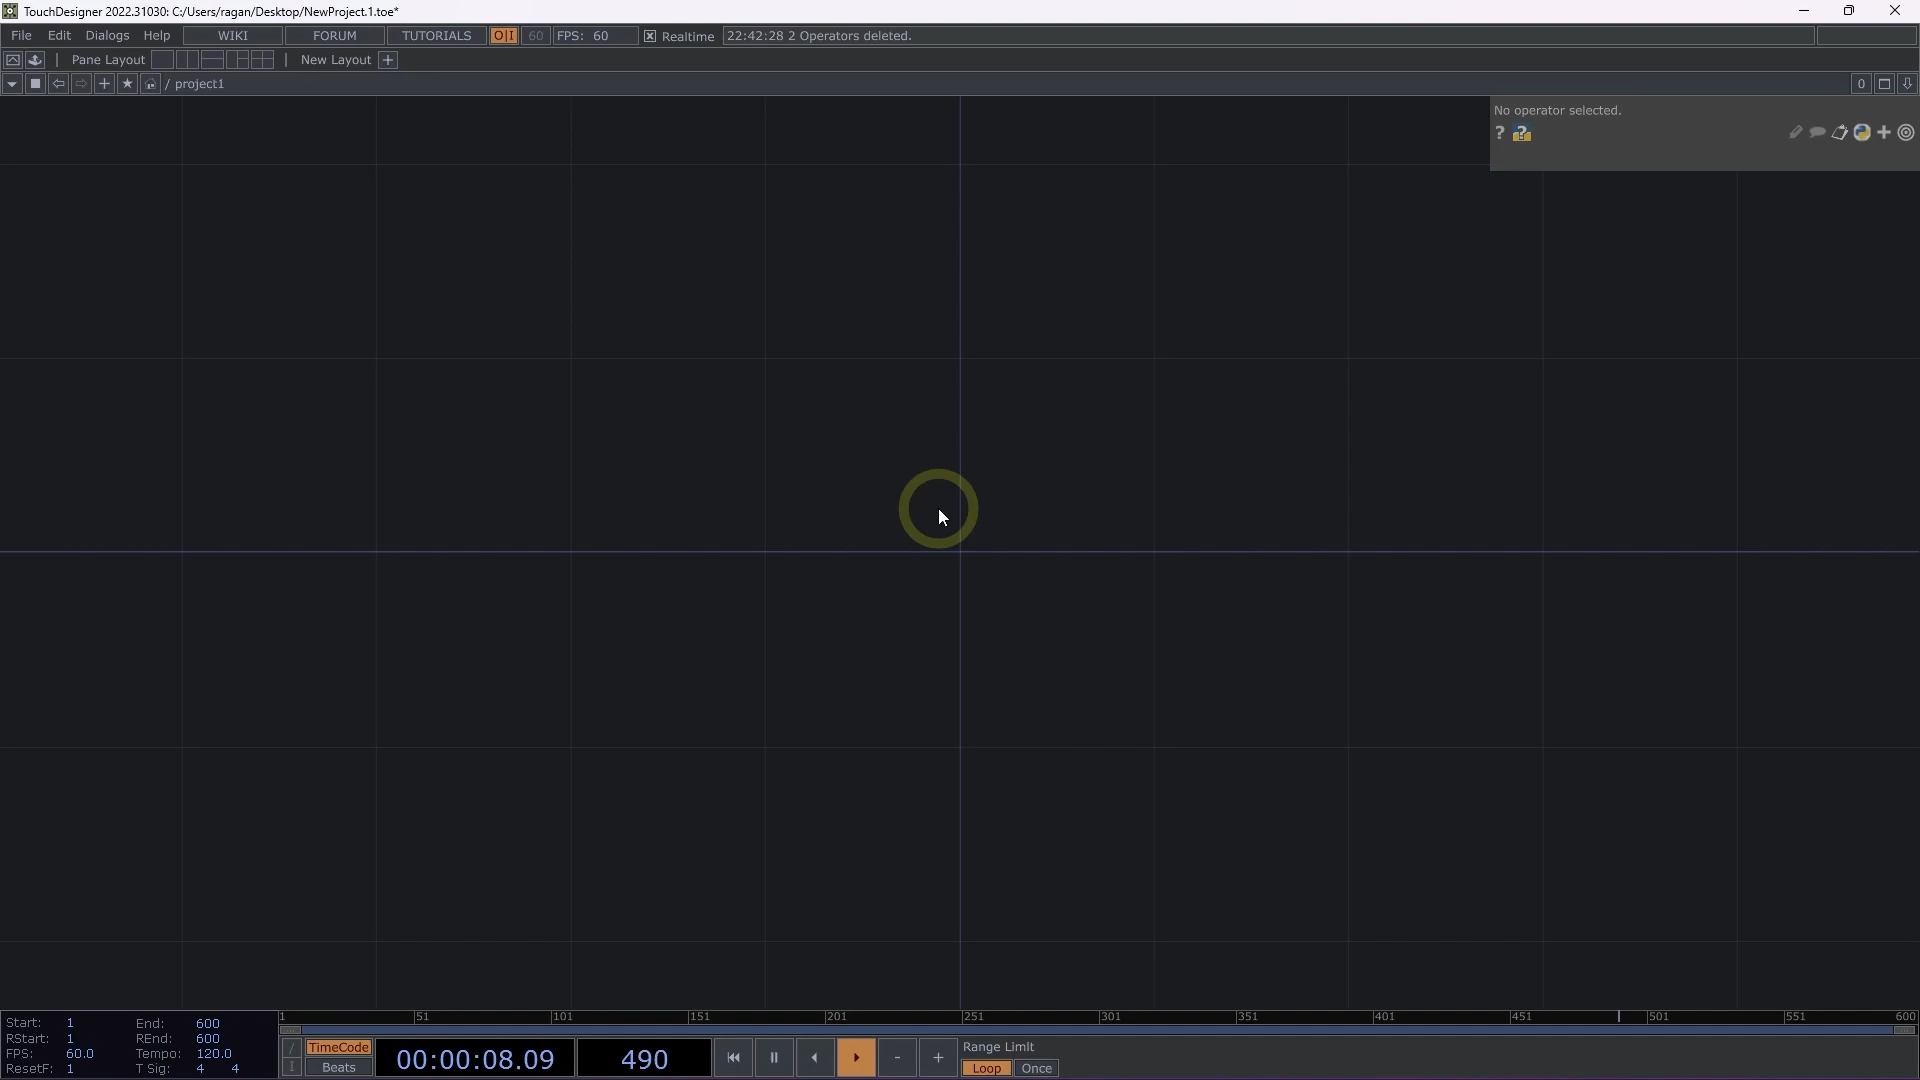 TouchDesigner 2022.31030: C:/Users/ragan/Desktop/NewProject.1.toe*
File Edit Dialogs Help WIKI FORUM TUTORIALS O|I 60 FPS: 60 Realtime 22:42:28 2 Operators deleted.
Pane Layout New Layout +
/ project1 0
No operator selected.
? ?
Start: 1 End: 600
RStart: 1 REnd: 600
FPS: 60.0 Tempo: 120.0
ResetF: 1 T Sig: 4 4
1 51 101 151 201 251 301 351 401 451 501 551 600
/ TimeCode 00:00:08.09 490 - + Range Limit
I Beats Loop Once